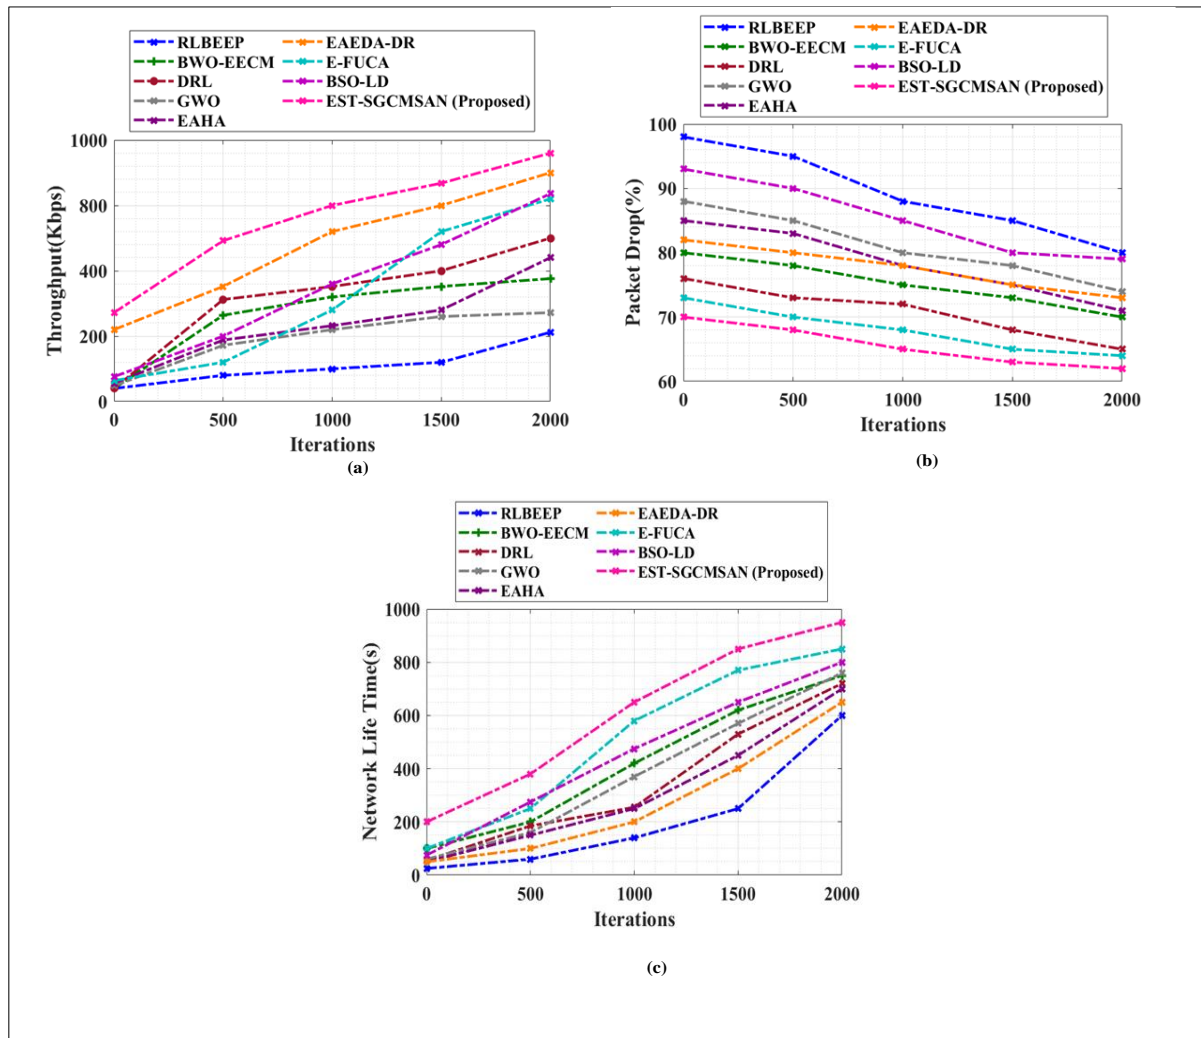 RLBEEP EAEDA-DR
BWO-EECM E-FUCA
DRL BSO-LD
GWO EST-SGCMSAN (Proposed)
EAHA
1000
800
400
200
0
Throughput(Kbps)
0 500 1000 1500 2000
Iterations
(a)
RLBEEP EAEDA-DR
BWO-EECM E-FUCA
DRL BSO-LD
GWO EST-SGCMSAN (Proposed)
EAHA
100
90
80
70
60
Packet Drop(%)
0 500 1000 1500 2000
Iterations
(b)
RLBEEP EAEDA-DR
BWO-EECM E-FUCA
DRL BSO-LD
GWO EST-SGCMSAN (Proposed)
EAHA
1000
800
600
400
200
0
Network Life Time(s)
0 500 1000 1500 2000
Iterations
(c)